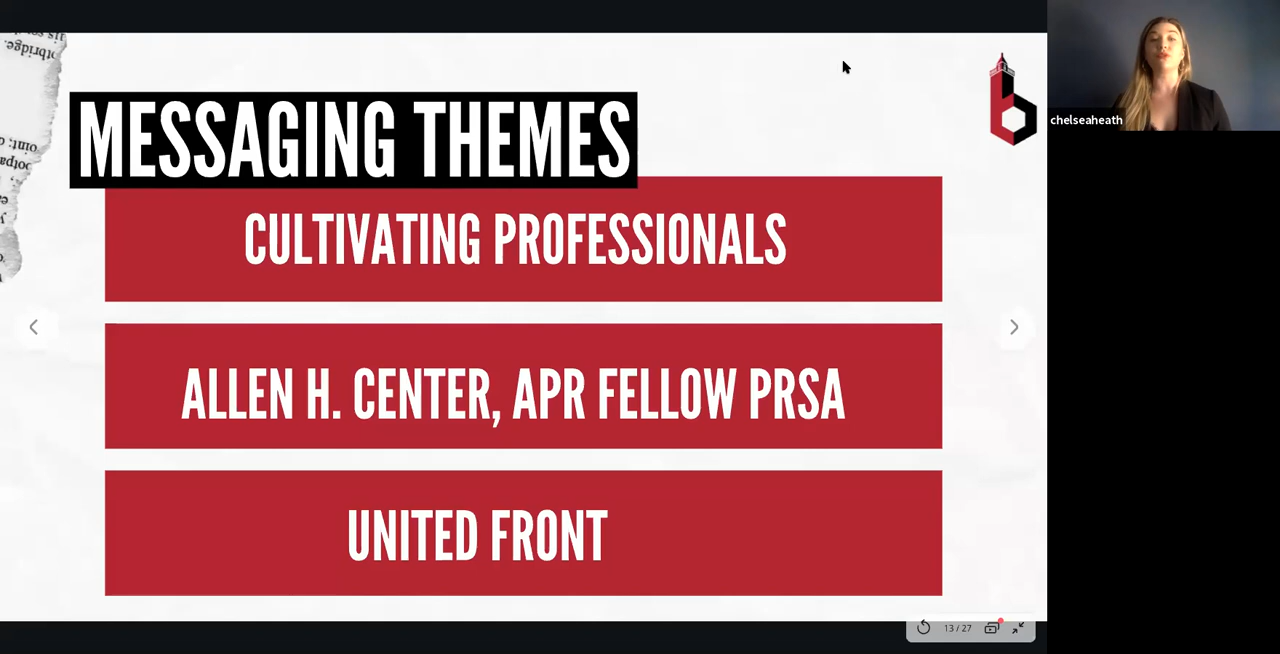 MESSAGING THEMES
CULTIVATING PROFESSIONALS
ALLEN H. CENTER, APR FELLOW PRSA
UNITED FRONT
chelseaheath
13 / 27